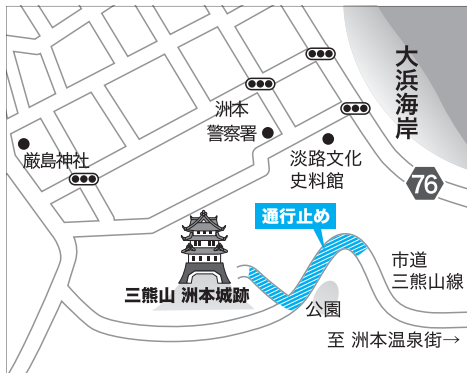 大浜海岸
洲本
警察署
厳島神社
淡路文化
史料館
76
通行止め
市道
三熊山線
三熊山 洲本城跡
公園
至 洲本温泉街→